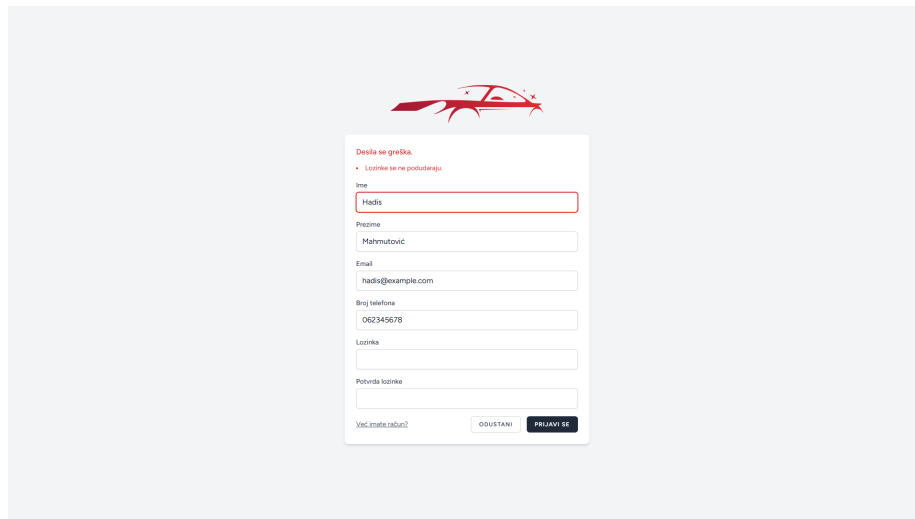 Desila se greška.
Lozinke se ne podudaraju.
Ime
Hadis
Prezime
Mahmutović
Email
hadis@example.com
Broj telefona
062345678
Lozinka
Potvrda lozinke
Već imate račun?
ODUSTANI
PRIJAVI SE